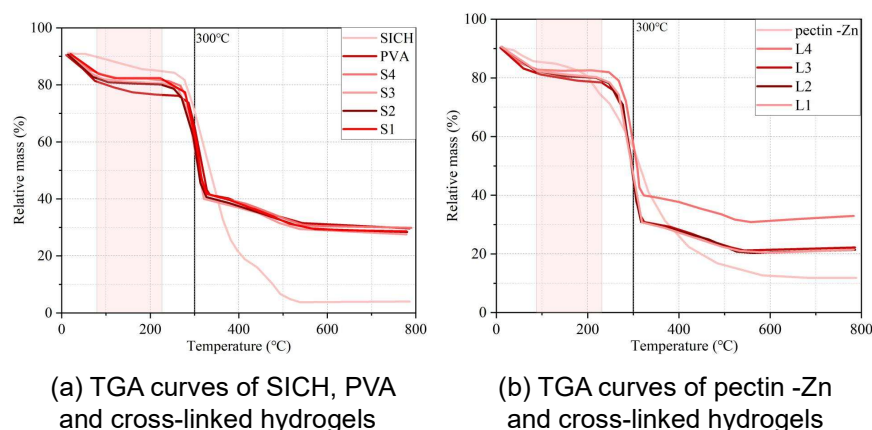 100
80
60
40
20
0
0
200
400
600
800
Relative mass (%)
Temperature (℃)
300℃
SICH
PVA
S4
S3
S2
S1
(a) TGA curves of SICH, PVA
and cross-linked hydrogels
100
80
60
40
20
0
0
200
400
600
800
Relative mass (%)
Temperature (℃)
300℃
pectin -Zn
L4
L3
L2
L1
(b) TGA curves of pectin -Zn
and cross-linked hydrogels